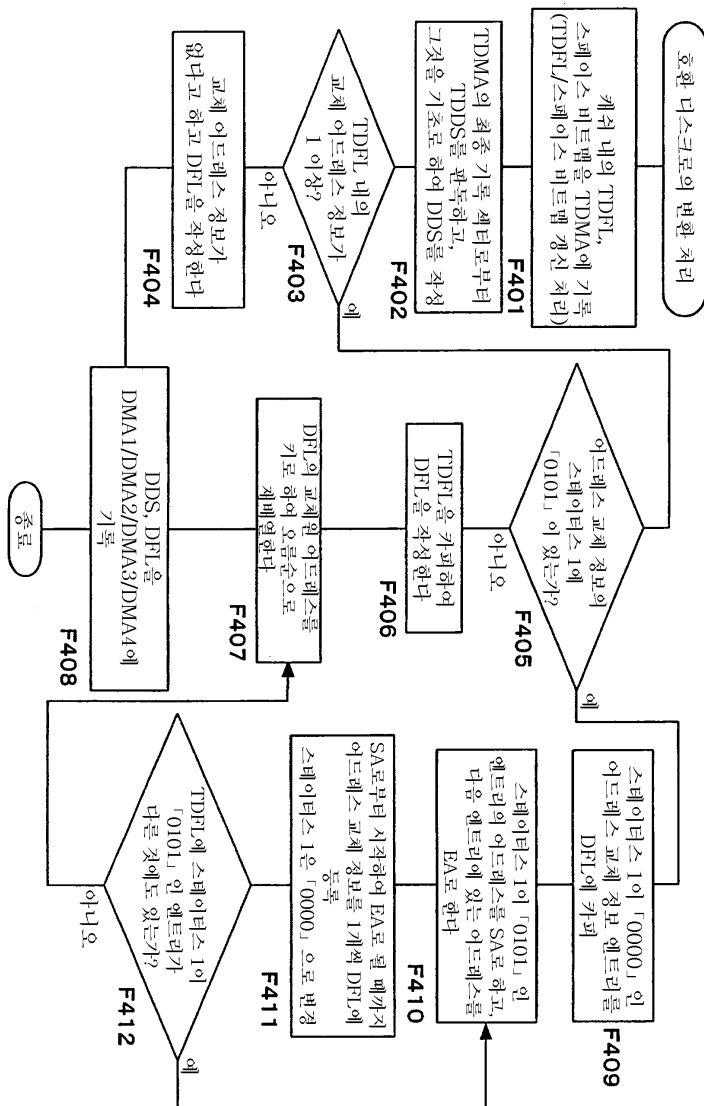 호환 디스크로의 변환 처리
캐쉬 내의 TDFL,
스페이스 비트맵을 TDMA에 기록
(TDFL/스페이스 비트맵 갱신 처리)
F401
TDMA의 최종 기록 섹터로부터
TDDS를 판독하고,
그것을 기초로 하여 DDS를 작성
F402
TDFL 내의
교체 어드레스 정보가
1 이상?
예
아니오
F403
교체 어드레스 정보가
없다고 하고 DFL을 작성한다
F404
어드레스 교체 정보의
스테이터스 1에
「0101」이 있는가?
예
아니오
F405
TDFL을 카피하여
DFL을 작성한다
F406
DFL의 교체원 어드레스를
키로 하여 오름순으로
재배열한다
F407
DDS, DFL을
DMA1/DMA2/DMA3/DMA4에
기록
F408
종료
스테이터스 1이 「0000」인
어드레스 교체 정보 엔트리를
DFL에 카피
F409
스테이터스 1이 「0101」인
엔트리의 어드레스를 SA로 하고,
다음 엔트리에 있는 어드레스를
EA로 한다
F410
SA로부터 시작하여 EA로 될 때까지
어드레스 교체 정보를 1개씩 DFL에
등록
스테이터스 1은 「0000」으로 변경
F411
TDFL에 스테이터스 1이
「0101」인 엔트리가
다른 것에도 있는가?
예
아니오
F412